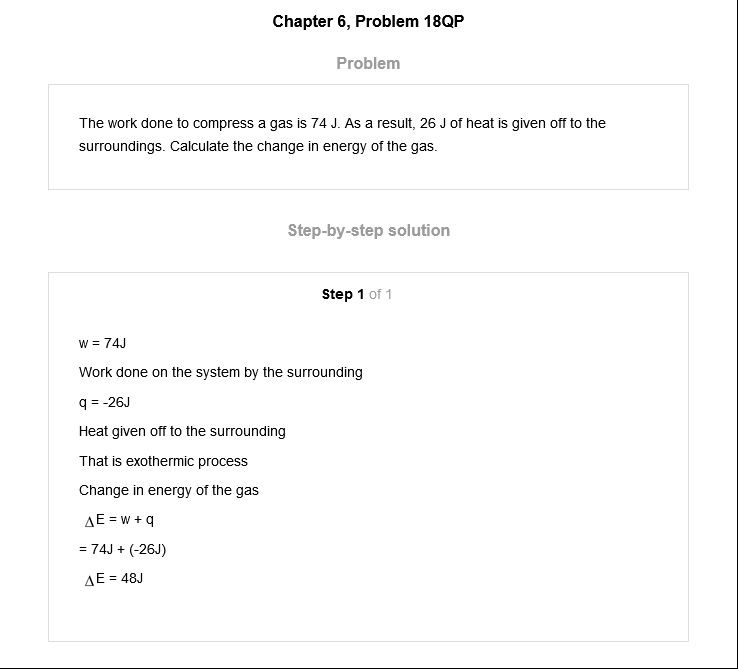 Chapter 6, Problem 18QP
Problem
The work done to compress a gas is 74 J. As a result, 26 J of heat is given off to the
surroundings. Calculate the change in energy of the gas.
Step-by-step solution
Step 1 of 1
w = 74J
Work done on the system by the surrounding
q = -26J
Heat given off to the surrounding
That is exothermic process
Change in energy of the gas
△E = w + q
= 74J + (-26J)
△E = 48J